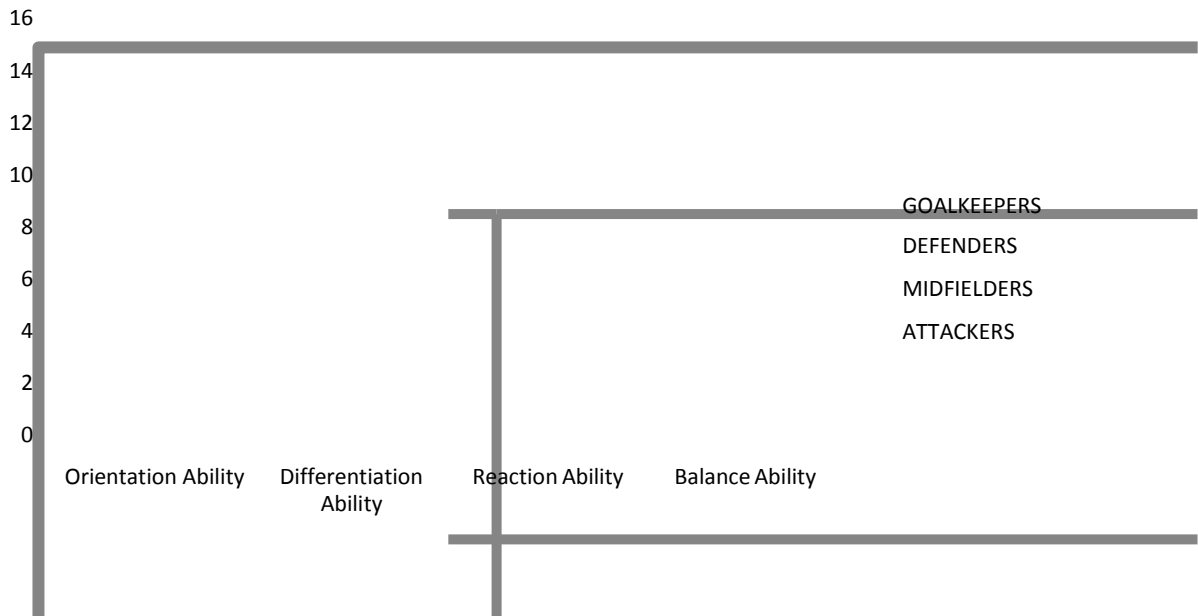 16
14
12
10
8
6
4
2
0
GOALKEEPERS
DEFENDERS
MIDFIELDERS
ATTACKERS
Orientation Ability
Differentiation
Ability
Reaction Ability
Balance Ability